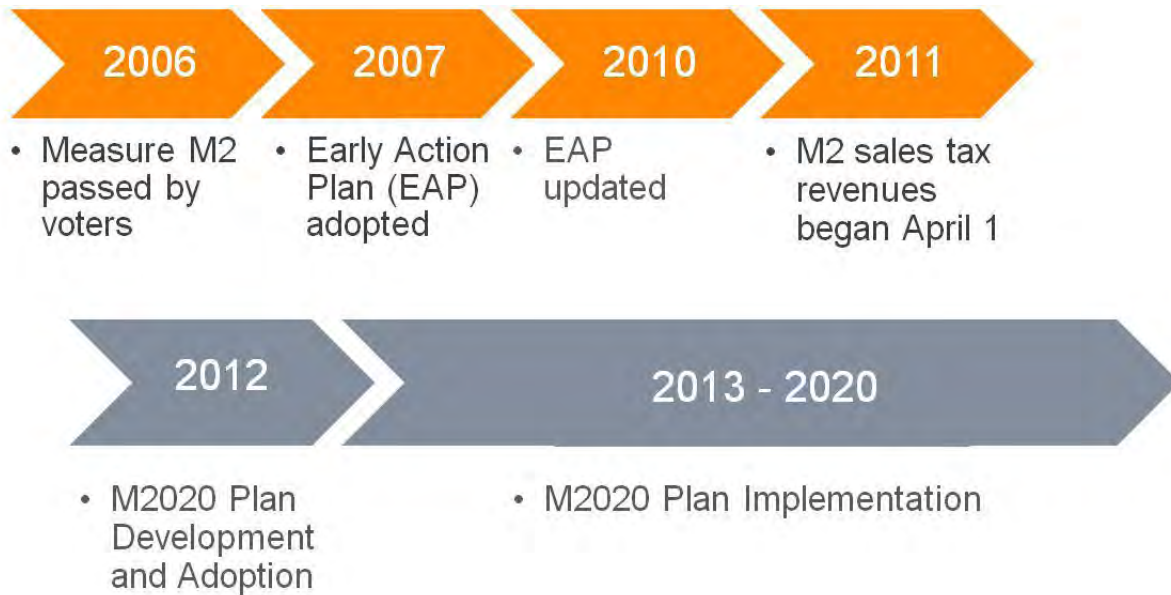 2006
2007
2010
2011
• Measure M2
passed by
voters
• Early Action
Plan (EAP)
adopted
• EAP
updated
• M2 sales tax
revenues
began April 1
2012
2013 - 2020
• M2020 Plan
Development
and Adoption
• M2020 Plan Implementation